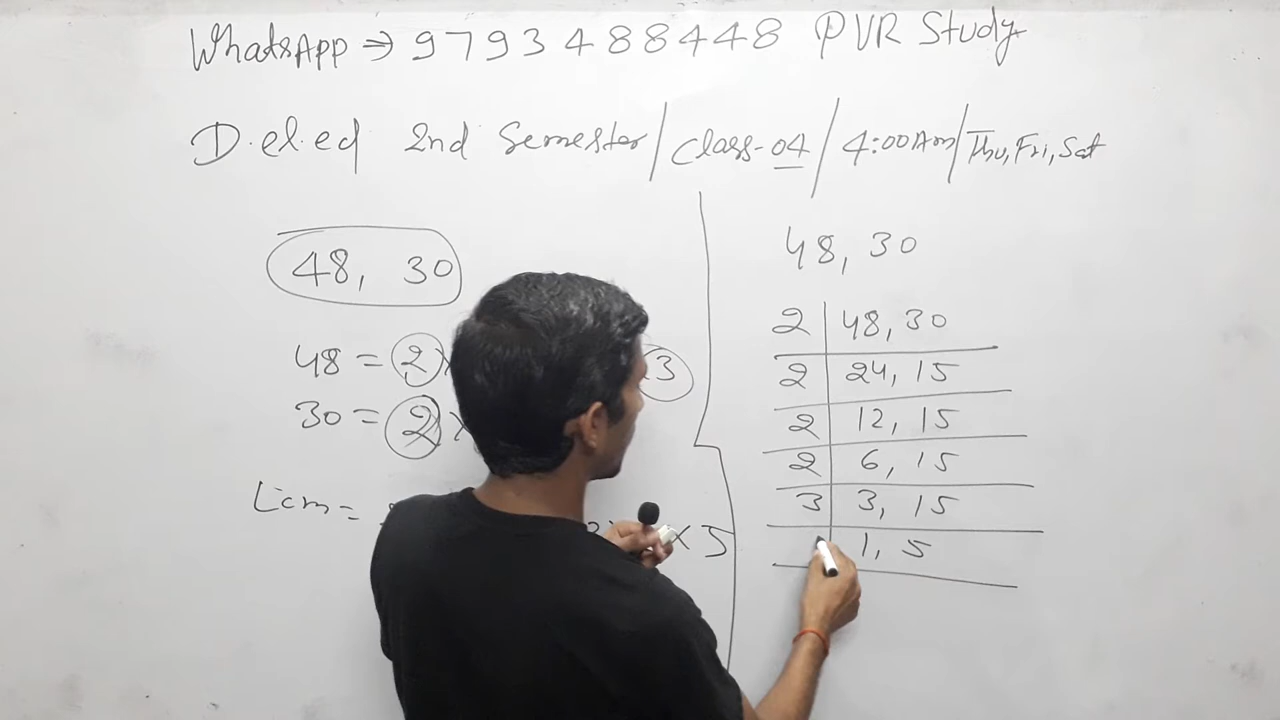 WhatsApp ⇒ 9793488448 PVR Study
D.el.ed 2nd Semester/Class-04/4:00Am/Thu,Fri,Sat
48, 30
48 = 2 × 3
30 = 2 ×
Lcm = × 5
48, 30
2 | 48, 30
2 | 24, 15
2 | 12, 15
2 | 6, 15
3 | 3, 15
1, 5